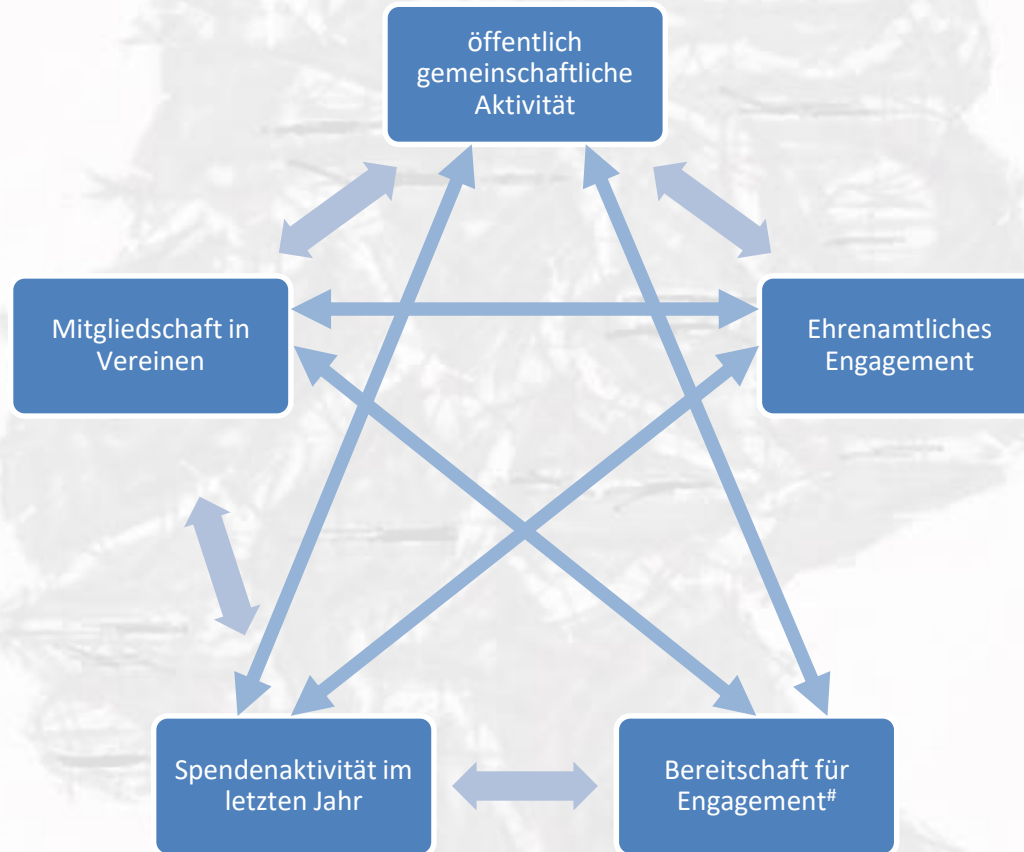 öffentlich
gemeinschaftliche
Aktivität
Mitgliedschaft in
Vereinen
Ehrenamtliches
Engagement
Spendenaktivität im
letzten Jahr
Bereitschaft für
Engagement#